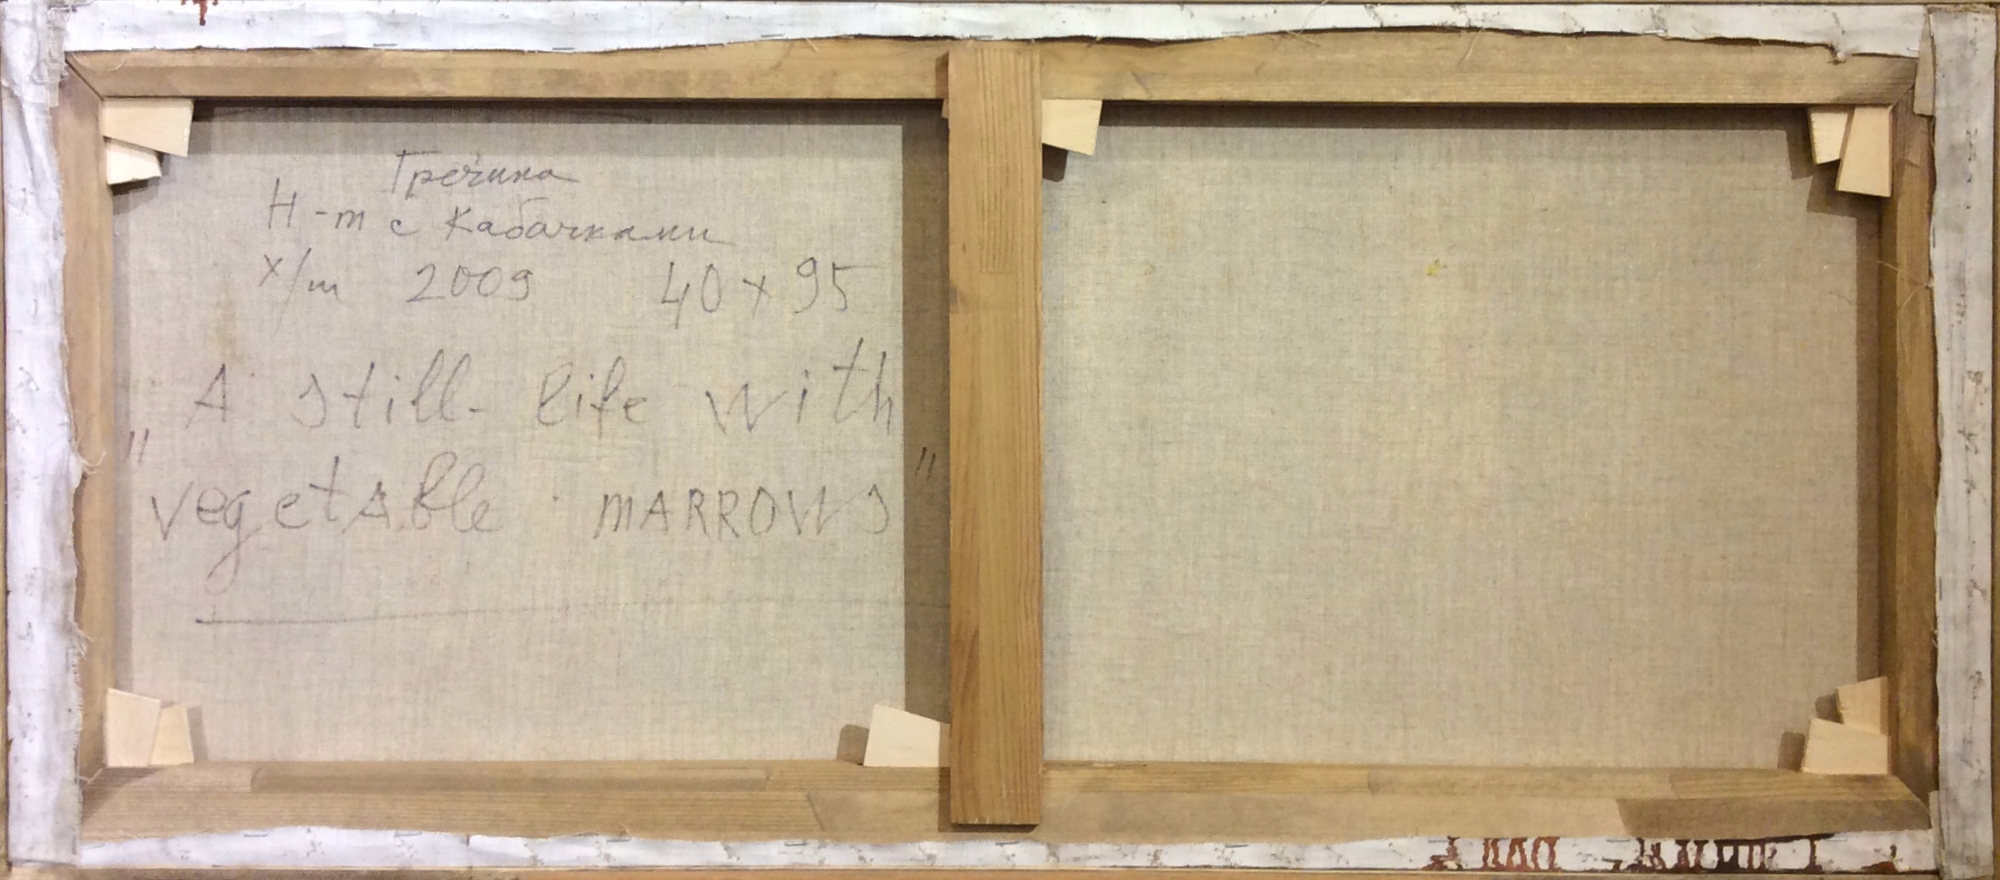 Гречина
Н-т с кабачками
х/м 2009 40 x 95
„A still-life with
vegetable marrows"